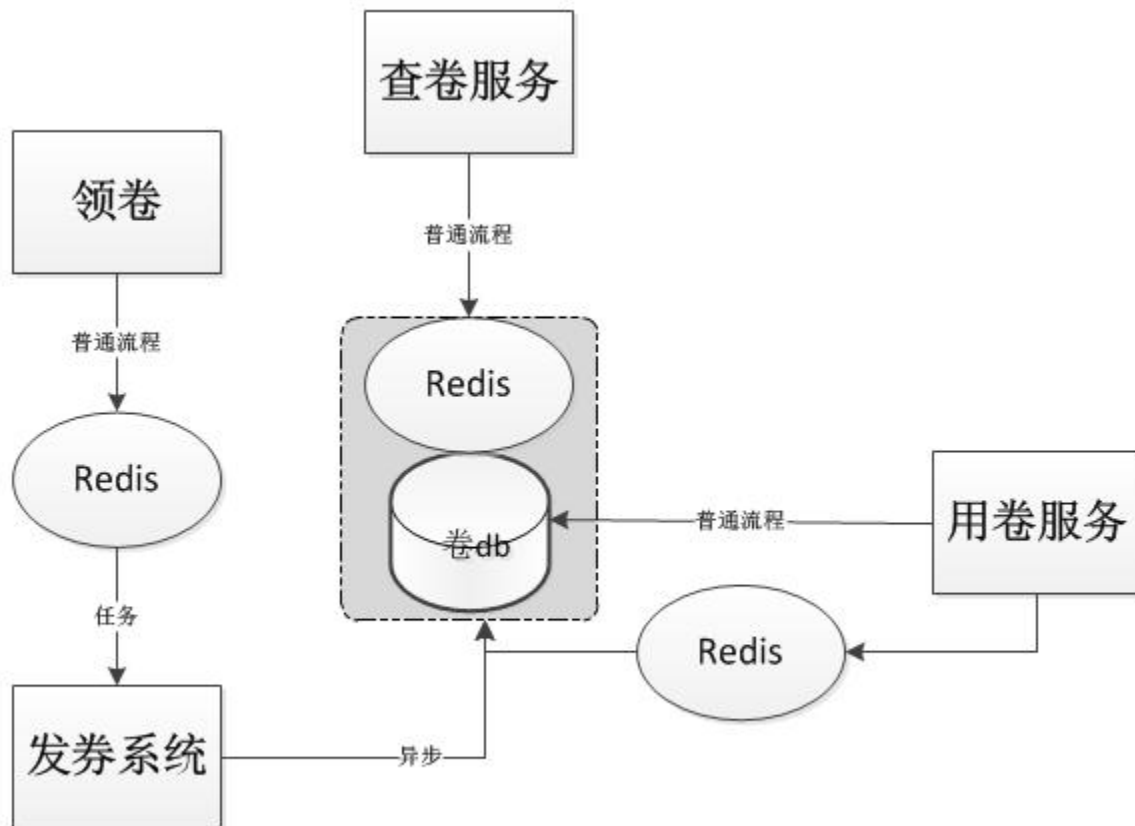 查卷服务
领卷
普通流程
普通流程
Redis
Redis
卷db
普通流程
用卷服务
任务
Redis
发券系统
异步